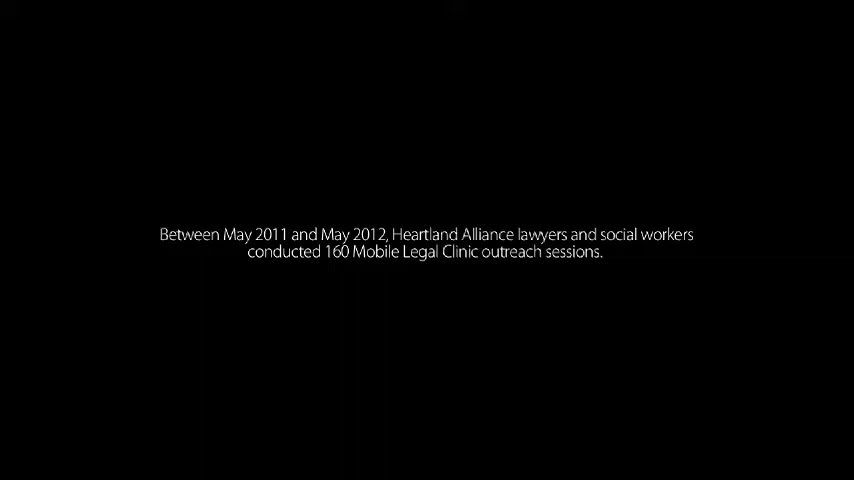 Between May 2011 and May 2012, Heartland Alliance lawyers and social workers
conducted 160 Mobile Legal Clinic outreach sessions.